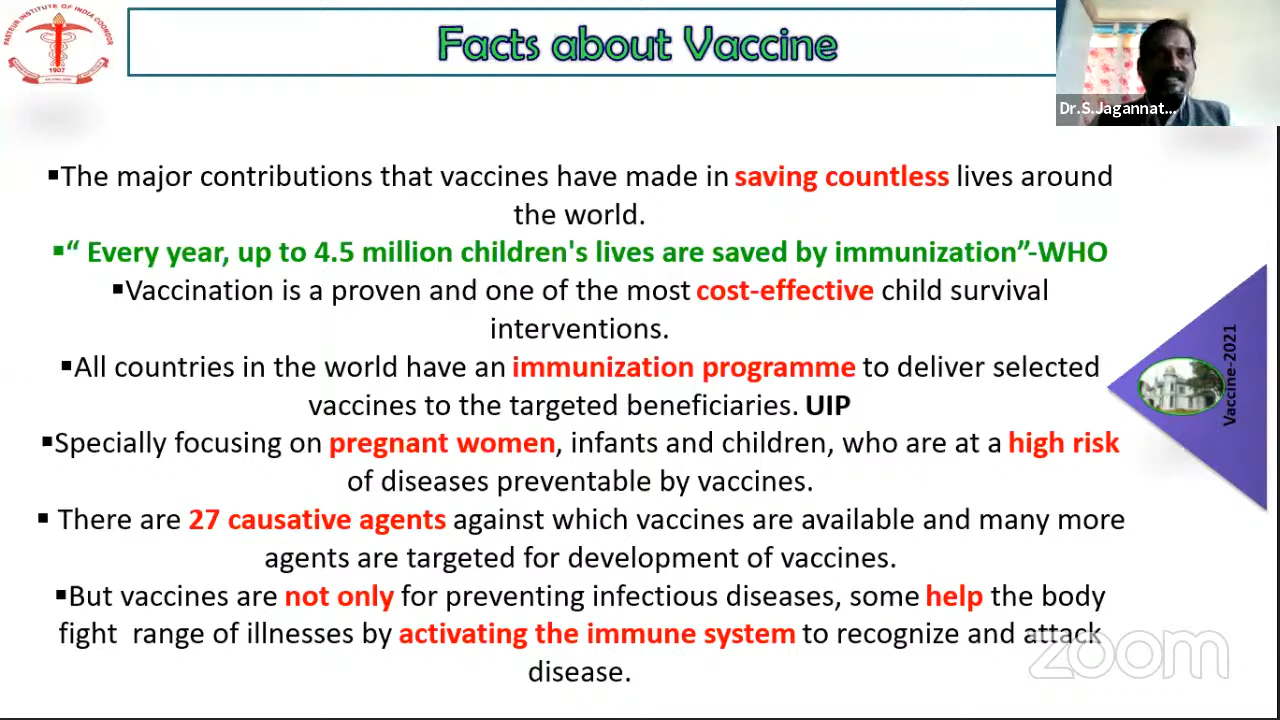 PASTEUR INSTITUTE OF INDIA COONOOR
1907
Facts about Vaccine
Dr.S.Jagannat...
▪The major contributions that vaccines have made in saving countless lives around
the world.
▪“ Every year, up to 4.5 million children's lives are saved by immunization”-WHO
▪Vaccination is a proven and one of the most cost-effective child survival
interventions.
▪All countries in the world have an immunization programme to deliver selected
vaccines to the targeted beneficiaries. UIP
▪Specially focusing on pregnant women, infants and children, who are at a high risk
of diseases preventable by vaccines.
▪ There are 27 causative agents against which vaccines are available and many more
agents are targeted for development of vaccines.
▪But vaccines are not only for preventing infectious diseases, some help the body
fight range of illnesses by activating the immune system to recognize and attack
disease.
Vaccine-2021
zoom